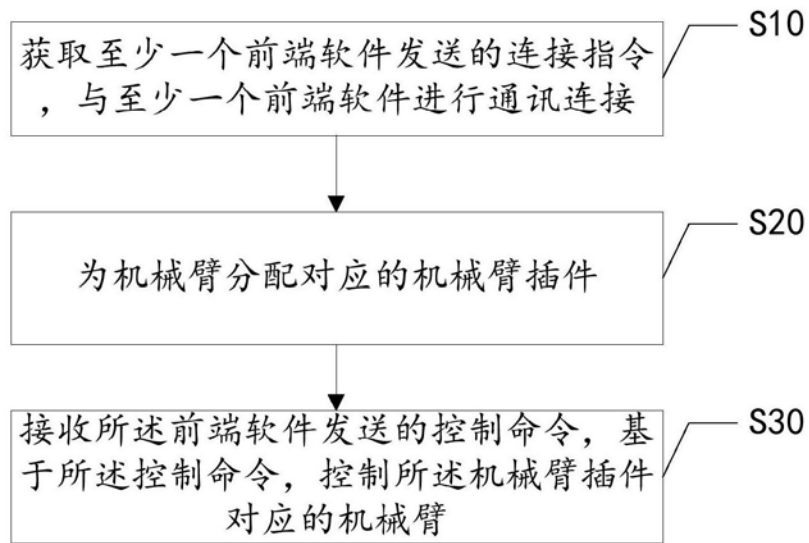 S10
获取至少一个前端软件发送的连接指令
，与至少一个前端软件进行通讯连接
S20
为机械臂分配对应的机械臂插件
S30
接收所述前端软件发送的控制命令，基
于所述控制命令，控制所述机械臂插件
对应的机械臂